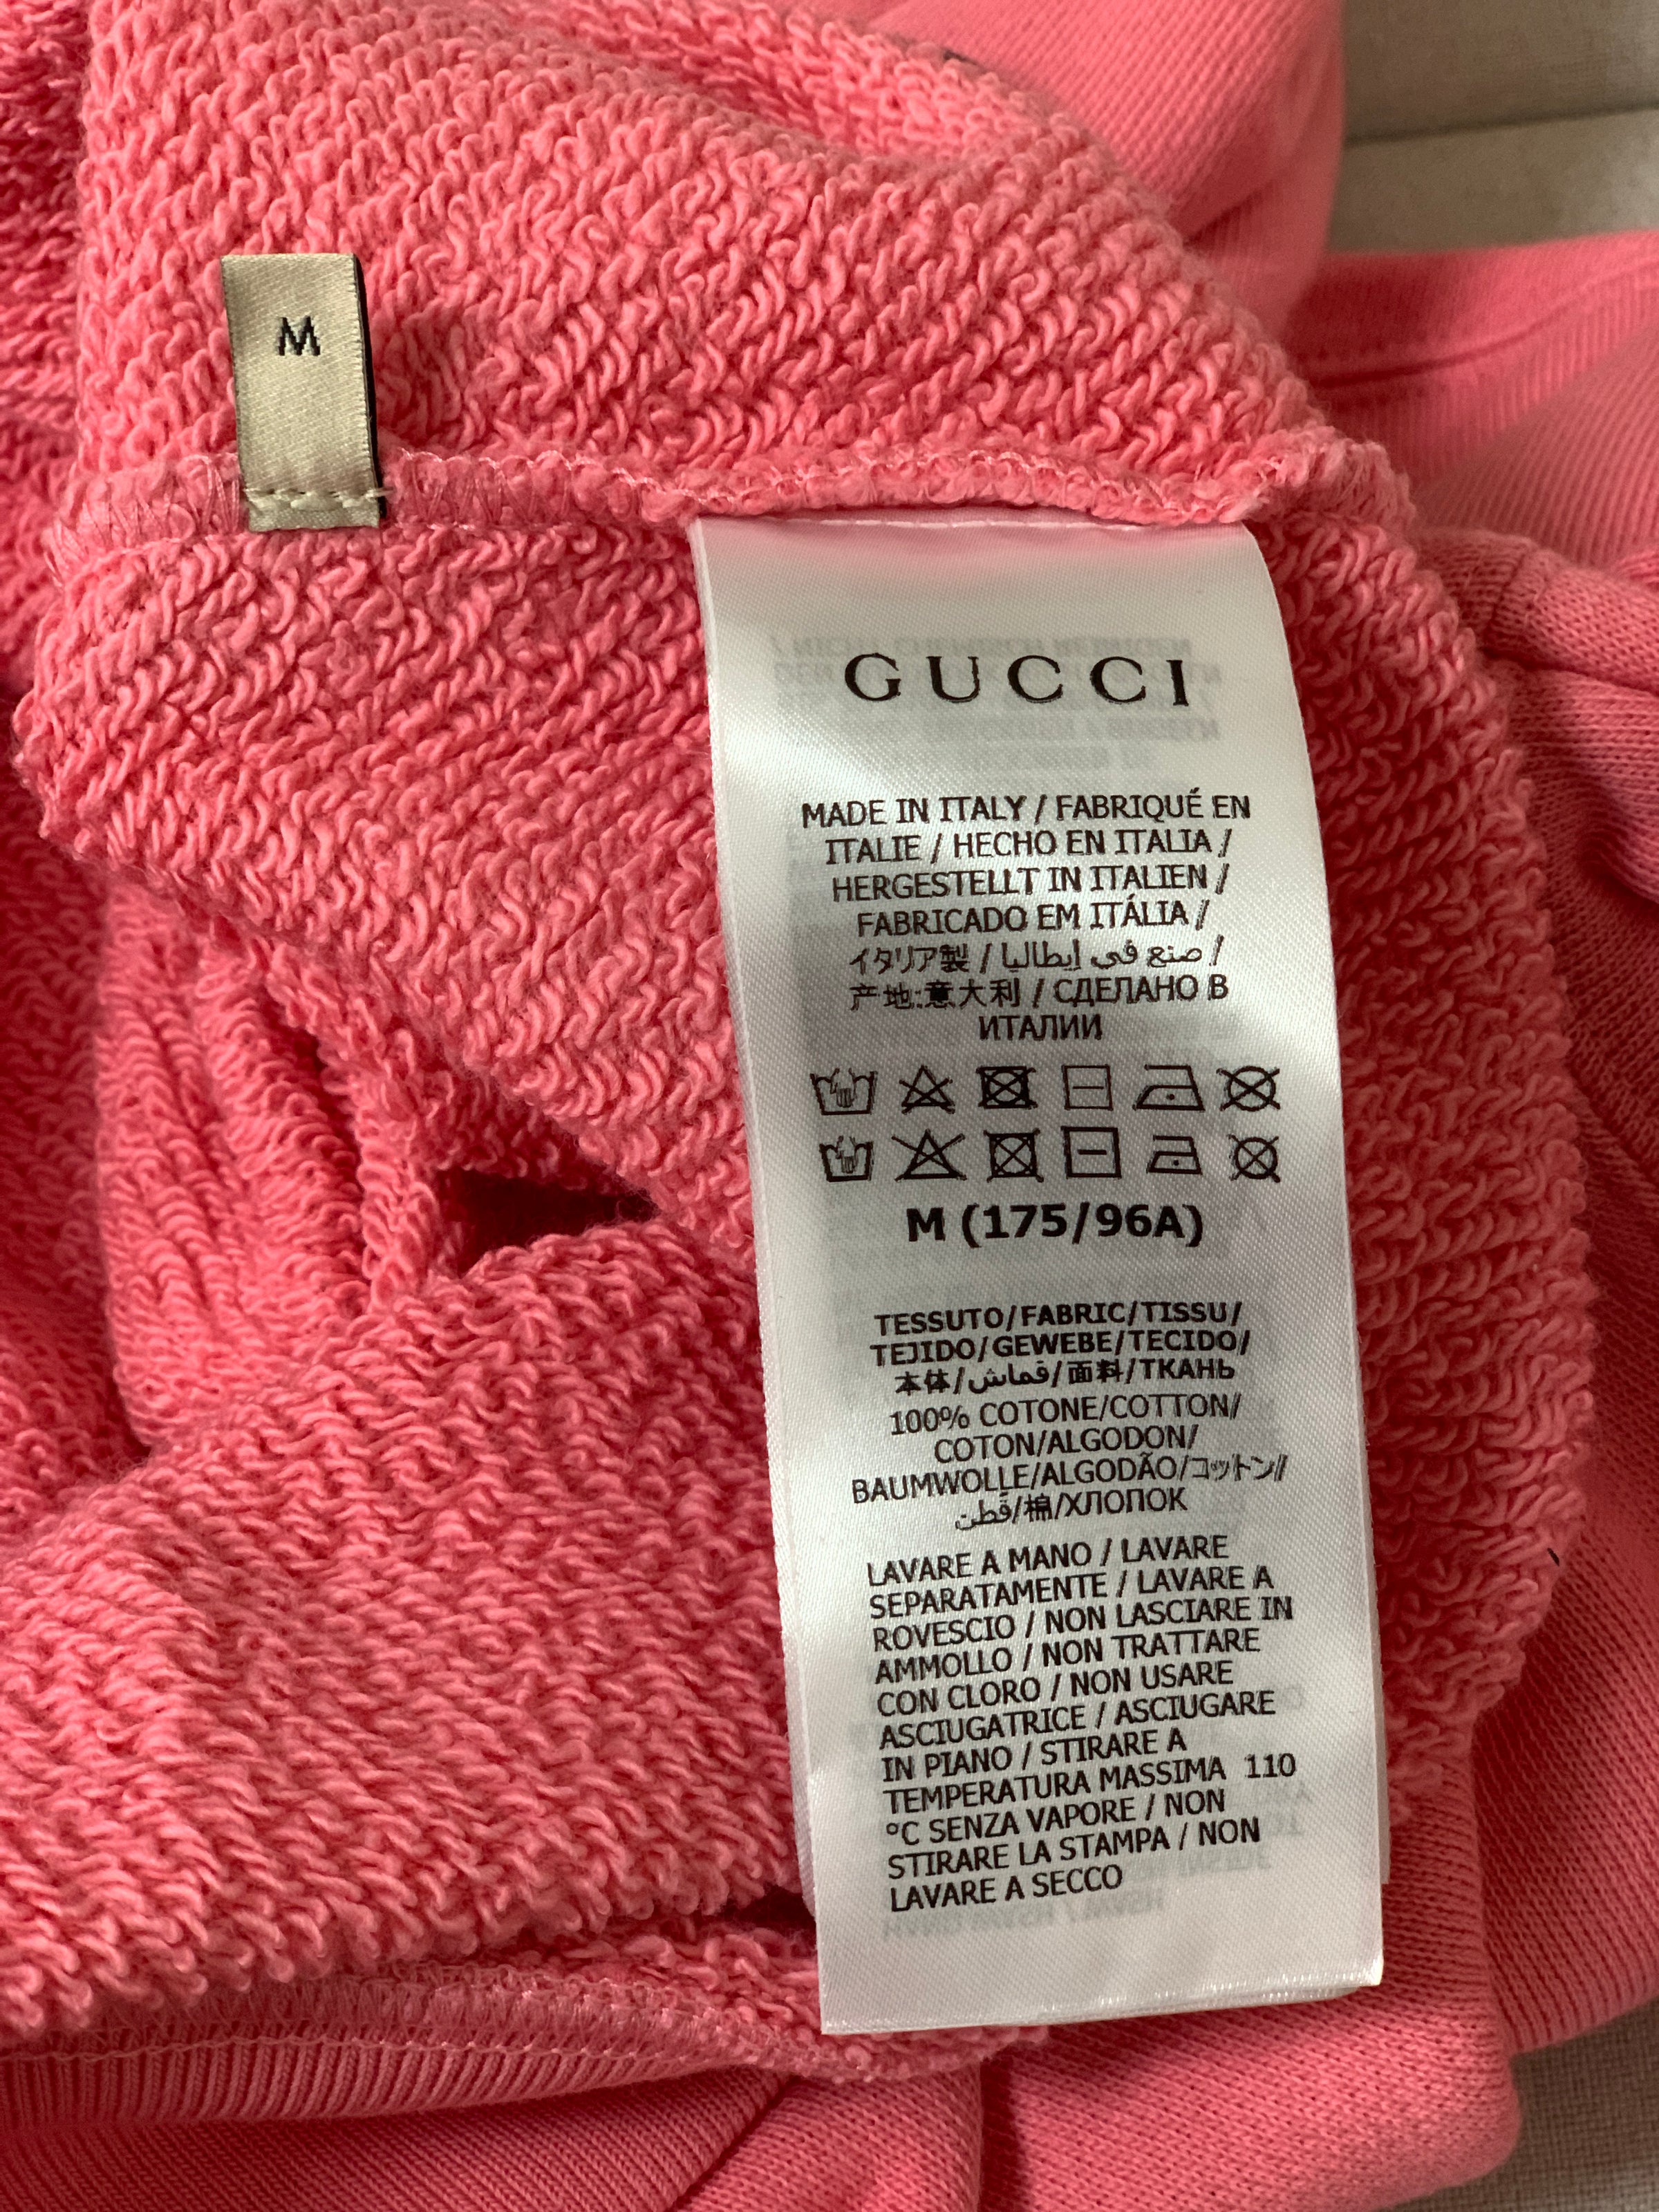 M
GUCCI
MADE IN ITALY / FABRIQUÉ EN
ITALIE / HECHO EN ITALIA /
HERGESTELLT IN ITALIEN /
FABRICADO EM ITÁLIA /
イタリア製 / صنع في إيطاليا /
产地:意大利 / СДЕЛАНО В
ИТАЛИИ
M (175/96A)
TESSUTO/FABRIC/TISSU/
TEJIDO/GEWEBE/TECIDO/
本体/قماش/面料/ТКАНЬ
100% COTONE/COTTON/
COTON/ALGODON/
BAUMWOLLE/ALGODÃO/コットン/
قُطن/棉/ХЛОПОК
LAVARE A MANO / LAVARE
SEPARATAMENTE / LAVARE A
ROVESCIO / NON LASCIARE IN
AMMOLLO / NON TRATTARE
CON CLORO / NON USARE
ASCIUGATRICE / ASCIUGARE
IN PIANO / STIRARE A
TEMPERATURA MASSIMA 110
°C SENZA VAPORE / NON
STIRARE LA STAMPA / NON
LAVARE A SECCO